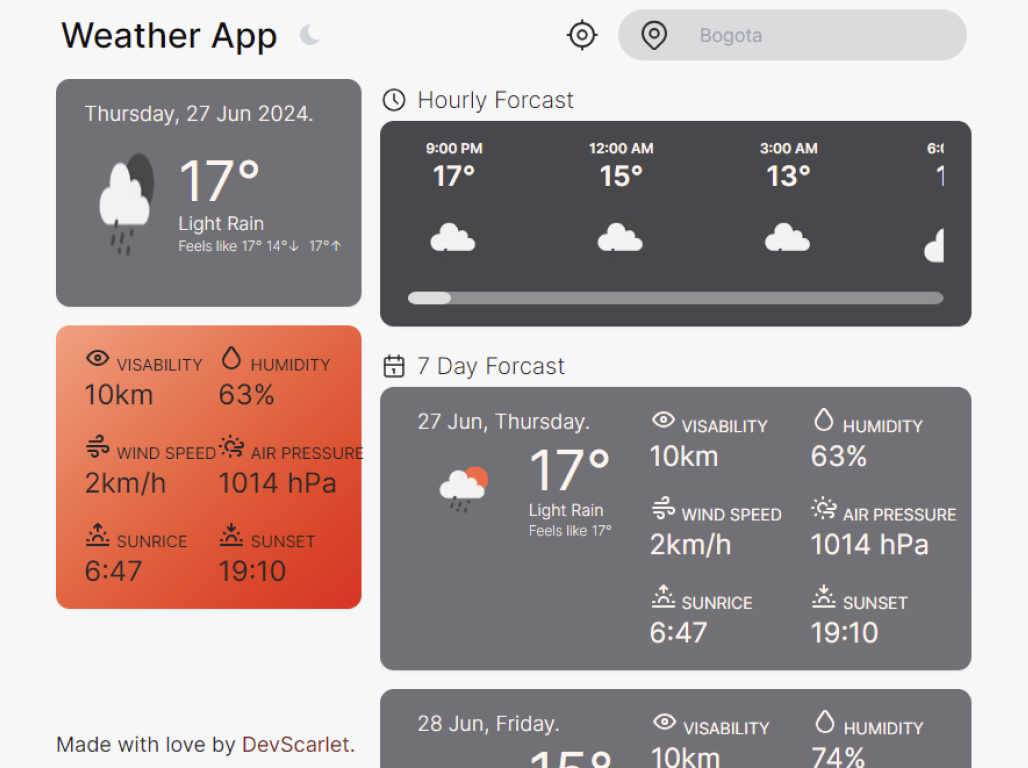 Weather App
Bogota
Thursday, 27 Jun 2024.
17°
Light Rain
Feels like 17° 14°↓ 17°↑
VISABILITY HUMIDITY
10km 63%
WIND SPEED AIR PRESSURE
2km/h 1014 hPa
SUNRICE SUNSET
6:47 19:10
Made with love by DevScarlet.
Hourly Forcast
9:00 PM 12:00 AM 3:00 AM
17° 15° 13°
7 Day Forcast
27 Jun, Thursday.
17°
Light Rain
Feels like 17°
VISABILITY HUMIDITY
10km 63%
WIND SPEED AIR PRESSURE
2km/h 1014 hPa
SUNRICE SUNSET
6:47 19:10
28 Jun, Friday.
15°
VISABILITY HUMIDITY
10km 74%